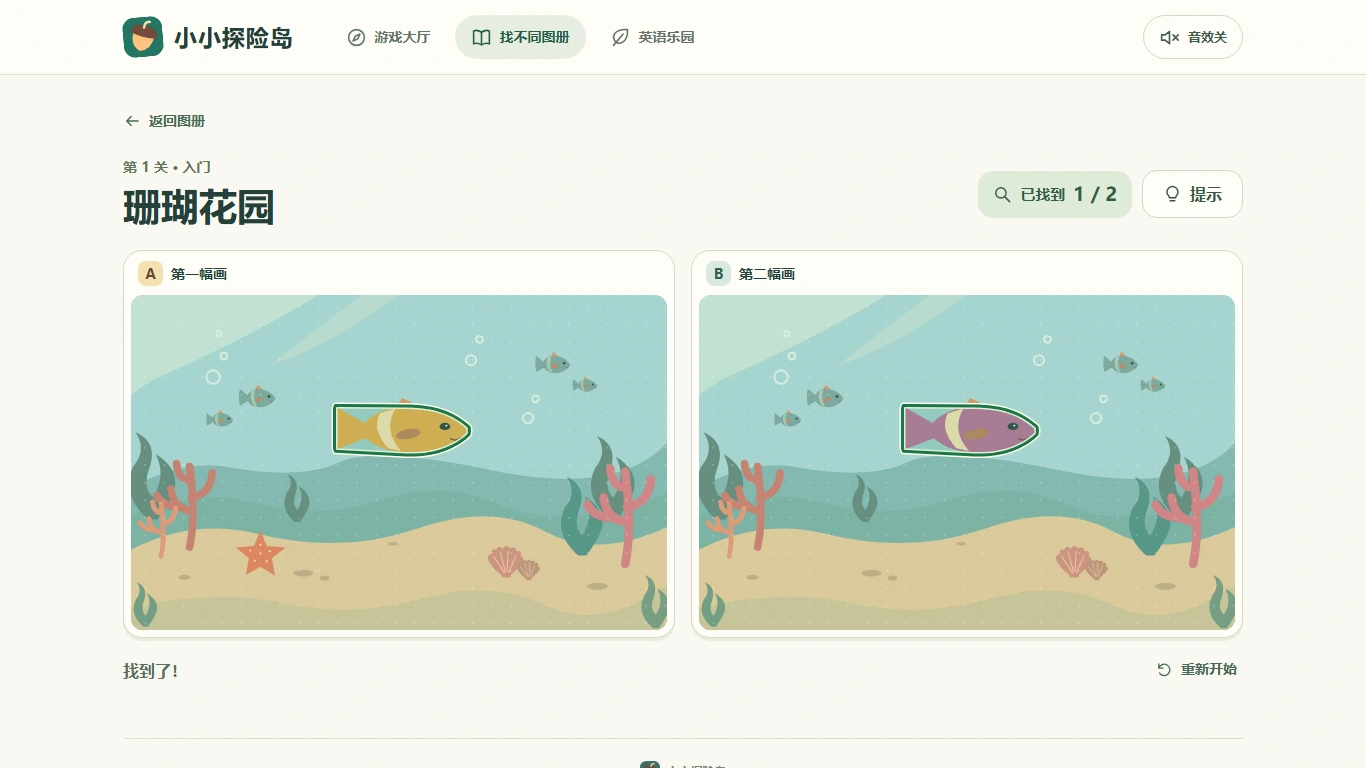 小小探险岛
游戏大厅
找不同图册
英语乐园
音效关
返回图册
第 1 关 • 入门
珊瑚花园
已找到 1 / 2
提示
A 第一幅画
B 第二幅画
找到了!
重新开始